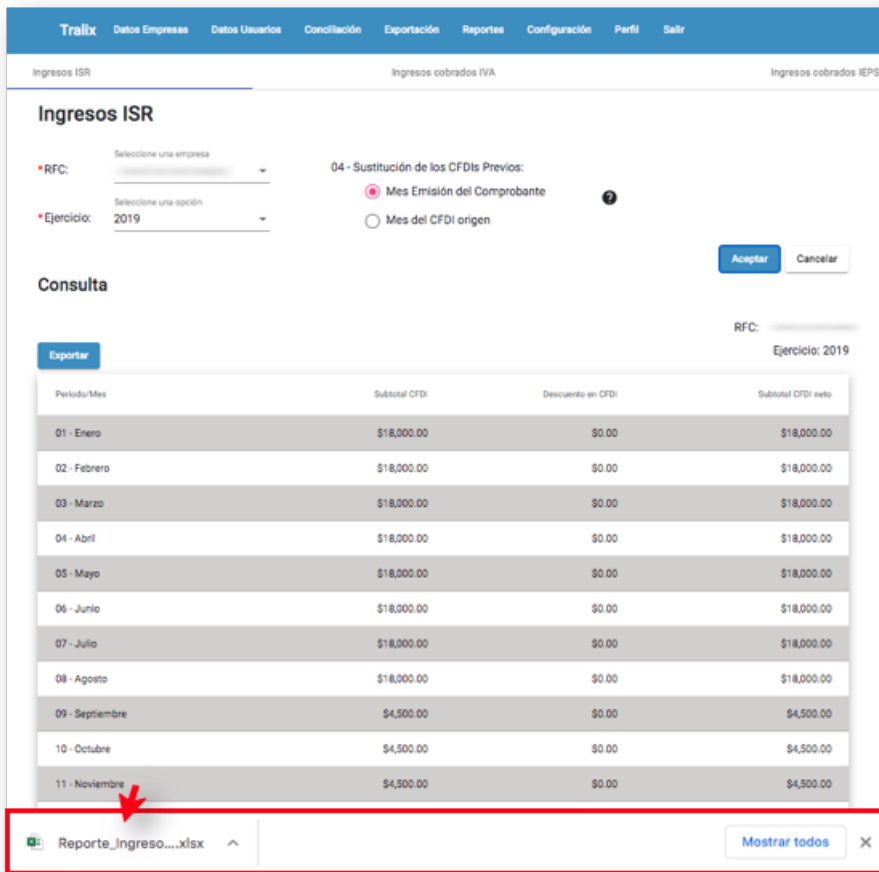 Tralix Datos Empresas Datos Usuarios Conciliación Exportación Reportes Configuración Perfil Salir
Ingresos ISR Ingresos cobrados IVA Ingresos cobrados IEPS
Ingresos ISR
Seleccione una empresa
*RFC:
04 - Sustitución de los CFDIs Previos:
Mes Emisión del Comprobante ?
Seleccione una opción
*Ejercicio: 2019
Mes del CFDI origen
Aceptar Cancelar
Consulta
RFC:
Exportar
Ejercicio: 2019
Periodo/Mes Subtotal CFDI Descuento en CFDI Subtotal CFDI neto
01 - Enero $18,000.00 $0.00 $18,000.00
02 - Febrero $18,000.00 $0.00 $18,000.00
03 - Marzo $18,000.00 $0.00 $18,000.00
04 - Abril $18,000.00 $0.00 $18,000.00
05 - Mayo $18,000.00 $0.00 $18,000.00
06 - Junio $18,000.00 $0.00 $18,000.00
07 - Julio $18,000.00 $0.00 $18,000.00
08 - Agosto $18,000.00 $0.00 $18,000.00
09 - Septiembre $4,500.00 $0.00 $4,500.00
10 - Octubre $4,500.00 $0.00 $4,500.00
11 - Noviembre $4,500.00 $0.00 $4,500.00
Reporte_Ingreso....xlsx Mostrar todos